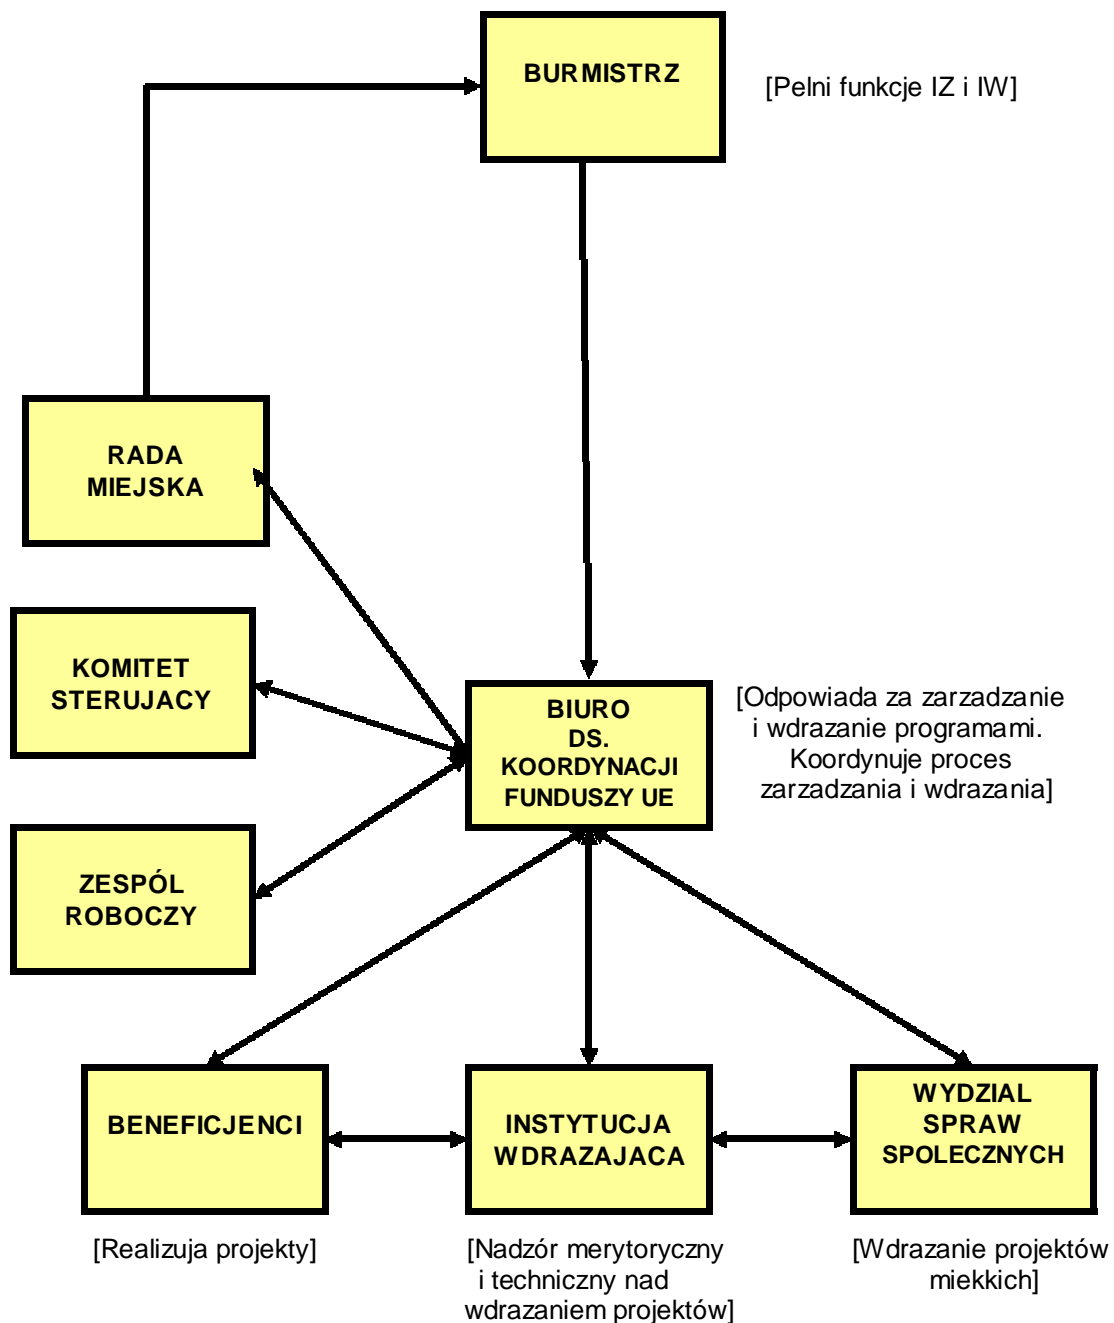 BURMISTRZ
[Pelni funkcje IZ i IW]
RADA
MIEJSKA
KOMITET
STERUJACY
BIURO
DS.
KOORDYNACJI
FUNDUSZY UE
[Odpowiada za zarzadzanie
i wdrazanie programami.
Koordynuje proces
zarzadzania i wdrazania]
ZESPÓL
ROBOCZY
BENEFICJENCI
INSTYTUCJA
WDRAZAJACA
WYDZIAL
SPRAW
SPOLECZNYCH
[Realizuja projekty]
[Nadzór merytoryczny
i techniczny nad
wdrazaniem projektów]
[Wdrazanie projektów
miekkich]